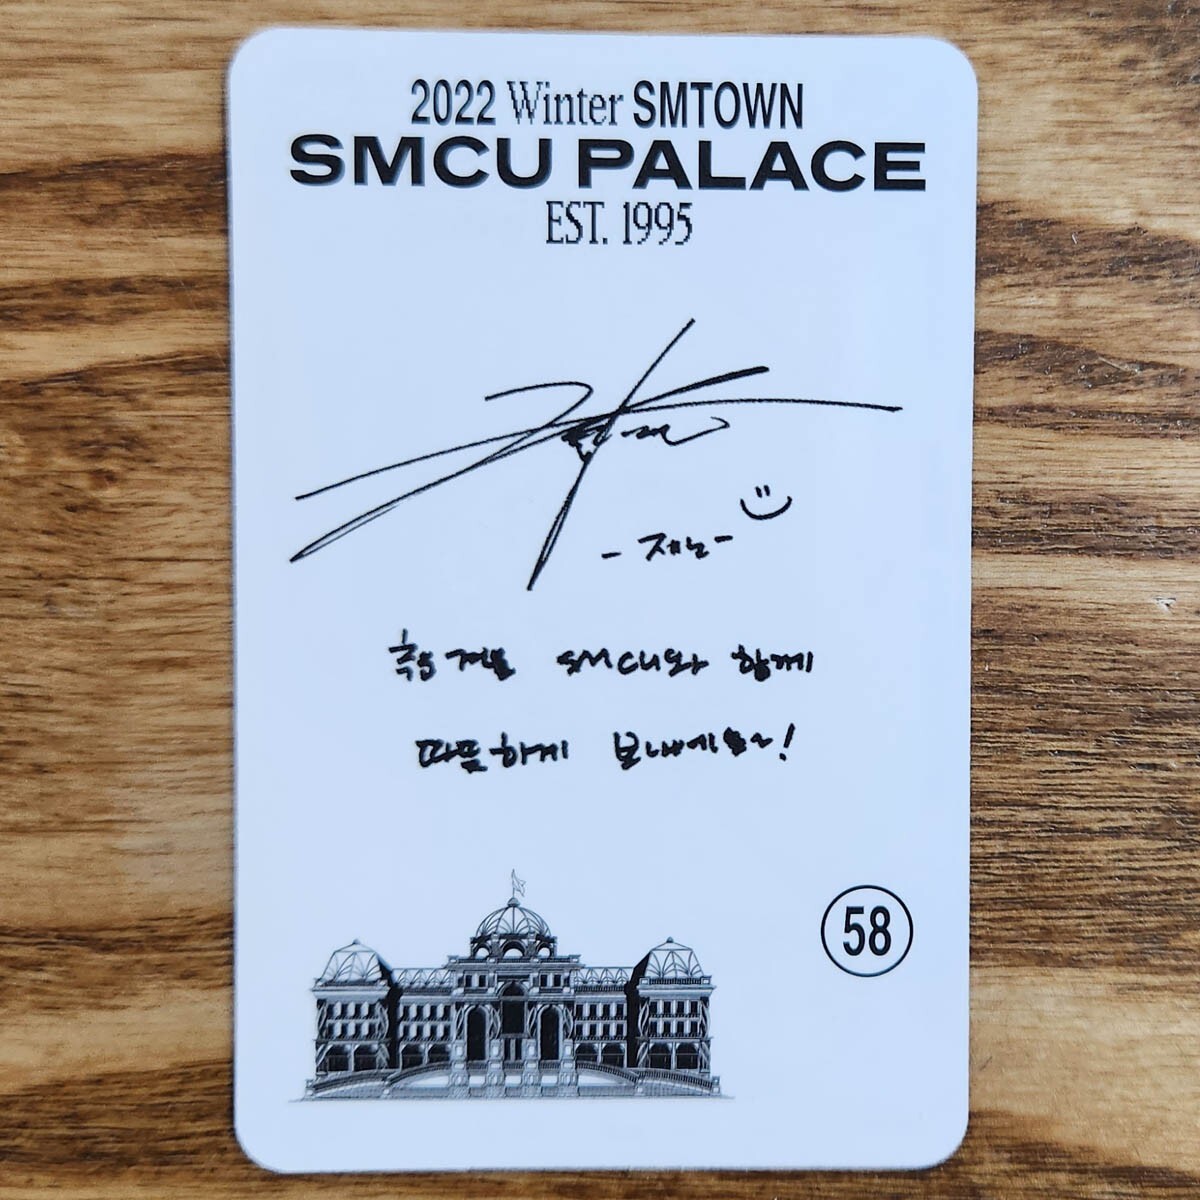 2022 Winter SMTOWN
SMCU PALACE
EST. 1995
-제노-
추운 겨울 SMCU와 함께
따뜻하게 보내세요~!
58